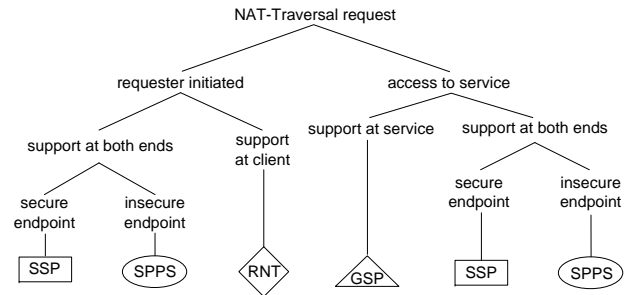 NAT-Traversal request
requester initiated
access to service
support at both ends
support
at client
support at service
support at both ends
secure
endpoint
insecure
endpoint
secure
endpoint
insecure
endpoint
SSP
SPPS
RNT
GSP
SSP
SPPS